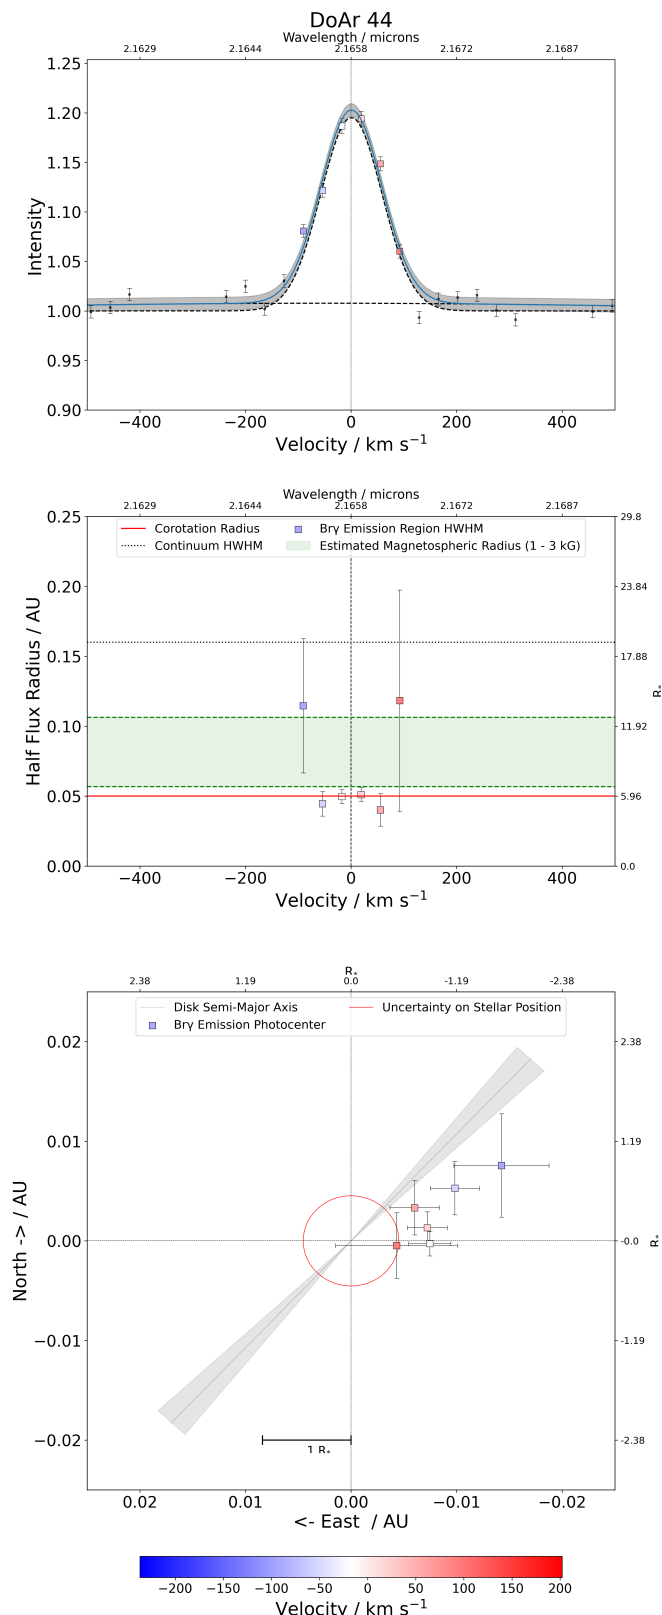 DoAr 44
Wavelength / microns
2.1629 2.1644 2.1658 2.1672 2.1687
1.25
1.20
1.15
1.10
1.05
1.00
0.95
0.90
Intensity
−400 −200 0 200 400
Velocity / km s⁻¹
Wavelength / microns
2.1629 2.1644 2.1658 2.1672 2.1687
Corotation Radius
Continuum HWHM
Brγ Emission Region HWHM
Estimated Magnetospheric Radius (1 - 3 kG)
0.25
0.20
0.15
0.10
0.05
0.00
Half Flux Radius / AU
29.8
23.84
17.88
11.92
5.96
0.0
R⋆
−400 −200 0 200 400
Velocity / km s⁻¹
R⋆
2.38 1.19 0.0 -1.19 -2.38
Disk Semi-Major Axis
Brγ Emission Photocenter
Uncertainty on Stellar Position
0.02
0.01
0.00
−0.01
−0.02
North -> / AU
2.38
1.19
-0.0
-1.19
-2.38
R⋆
1 R⋆
0.02 0.01 0.00 −0.01 −0.02
<- East / AU
−200 −150 −100 −50 0 50 100 150 200
Velocity / km s⁻¹